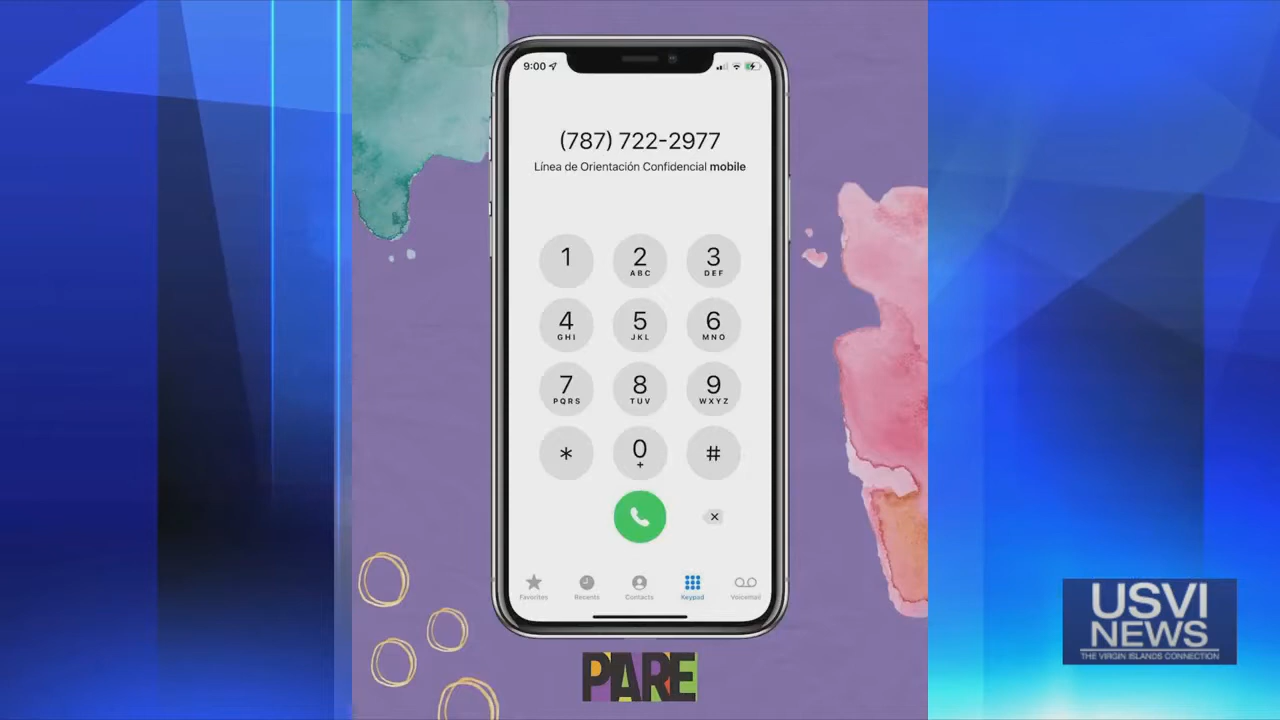 9:00
(787) 722-2977
Línea de Orientación Confidencial mobile
1 2 3
ABC DEF
4 5 6
GHI JKL MNO
7 8 9
PQRS TUV WXYZ
* 0 #
+
Favorites Recents Contacts Keypad Voicemail
PARE
USVI
NEWS
THE VIRGIN ISLANDS CONNECTION